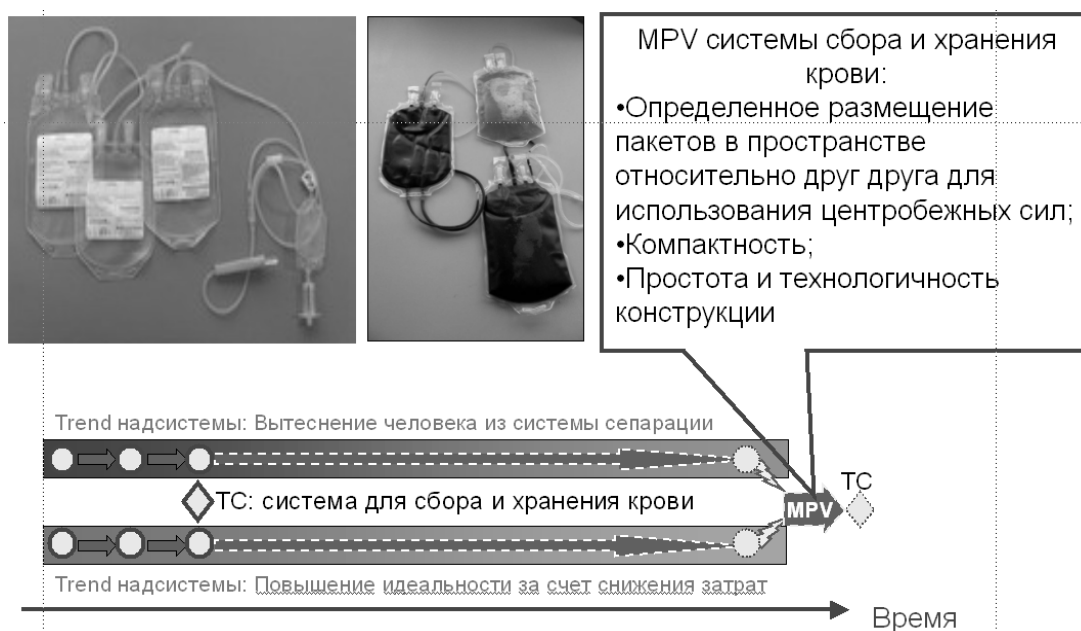 MPV системы сбора и хранения
крови:
•Определенное размещение
пакетов в пространстве
относительно друг друга для
использования центробежных сил;
•Компактность;
•Простота и технологичность
конструкции
Trend надсистемы: Вытеснение человека из системы сепарации
ТС: система для сбора и хранения крови
MPV
ТС
Trend надсистемы: Повышение идеальности за счет снижения затрат
Время